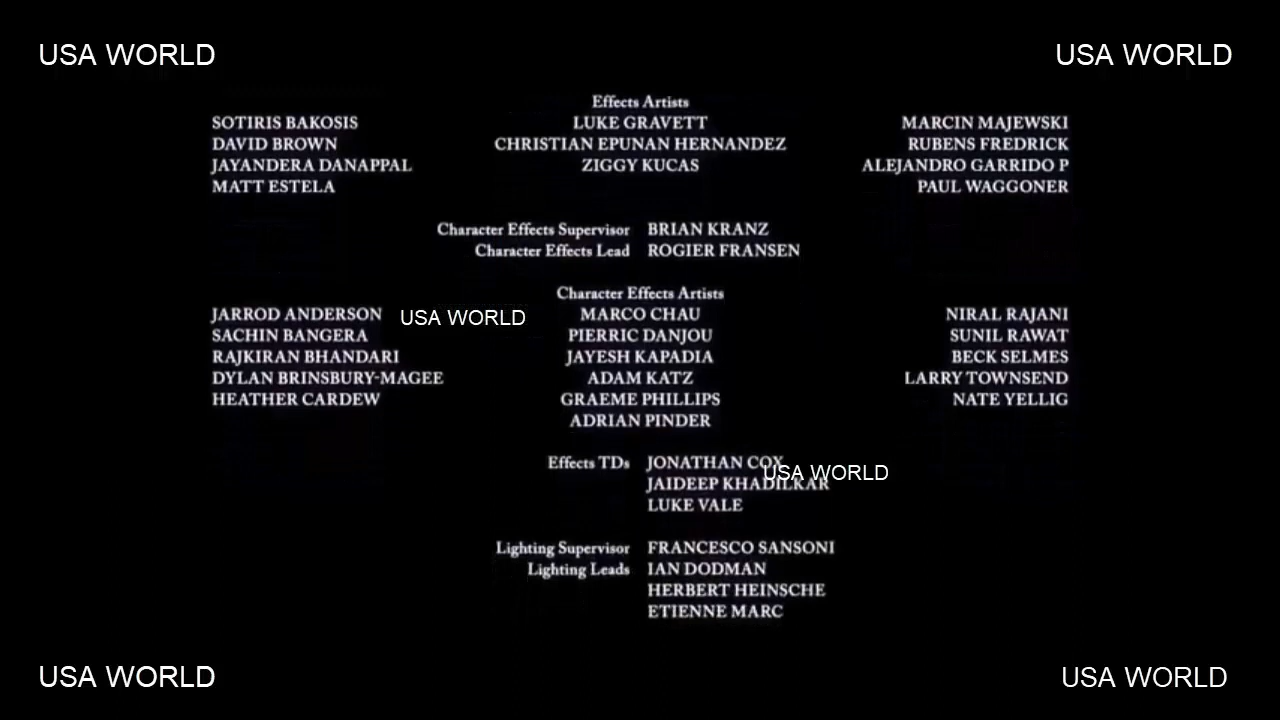 USA WORLD USA WORLD
Effects Artists
SOTIRIS BAKOSIS LUKE GRAVETT MARCIN MAJEWSKI
DAVID BROWN CHRISTIAN EPUNAN HERNANDEZ RUBENS FREDRICK
JAYANDERA DANAPPAL ZIGGY KUCAS ALEJANDRO GARRIDO P
MATT ESTELA PAUL WAGGONER
Character Effects Supervisor BRIAN KRANZ
Character Effects Lead ROGIER FRANSEN
Character Effects Artists
JARROD ANDERSON USA WORLD MARCO CHAU NIRAL RAJANI
SACHIN BANGERA PIERRIC DANJOU SUNIL RAWAT
RAJKIRAN BHANDARI JAYESH KAPADIA BECK SELMES
DYLAN BRINSBURY-MAGEE ADAM KATZ LARRY TOWNSEND
HEATHER CARDEW GRAEME PHILLIPS NATE YELLIG
ADRIAN PINDER
Effects TDs JONATHAN COX
USA WORLD
JAIDEEP KHADILKAR
LUKE VALE
Lighting Supervisor FRANCESCO SANSONI
Lighting Leads IAN DODMAN
HERBERT HEINSCHE
ETIENNE MARC
USA WORLD USA WORLD